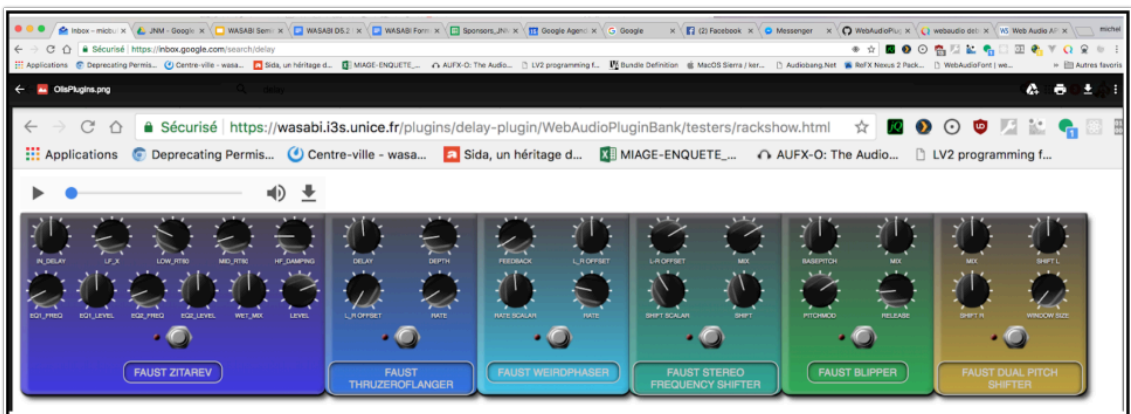 Inbox – micbu
JNM - Google
WASABI Sem
WASABI D5.2
WASABI Form
Sponsors_JN
Google Agend
Google
(2) Facebook
Messenger
WebAudioPlug
webaudio deb
Web Audio AP
michel
Sécurisé https://inbox.google.com/search/delay
Applications Deprecating Permis... Centre-ville - wasa... Sida, un héritage d... MIAGE-ENQUETE_... AUFX-O: The Audio... LV2 programming f... Bundle Definition MacOS Sierra / ker... Audiobang.Net ReFX Nexus 2 Pack... WebAudioFont | we... » Autres favoris
OlisPlugins.png delay
Sécurisé https://wasabi.i3s.unice.fr/plugins/delay-plugin/WebAudioPluginBank/testers/rackshow.html
Applications Deprecating Permis... Centre-ville - wasa... Sida, un héritage d... MIAGE-ENQUETE_... AUFX-O: The Audio... LV2 programming f...
IN_DELAY LF_X LOW_RT60 MID_RT60 HF_DAMPING
EQ1_FREQ EQ1_LEVEL EQ2_FREQ EQ2_LEVEL WET_MIX LEVEL
FAUST ZITAREV
DELAY DEPTH
L_R OFFSET RATE
FAUST
THRUZEROFLANGER
FEEDBACK L_R OFFSET
RATE SCALAR RATE
FAUST WEIRDPHASER
L-R OFFSET MIX
SHIFT SCALAR SHIFT
FAUST STEREO
FREQUENCY SHIFTER
BASEPITCH MIX
PITCHMOD RELEASE
FAUST BLIPPER
MIX SHIFT L
SHIFT R WINDOW SIZE
FAUST DUAL PITCH
SHIFTER